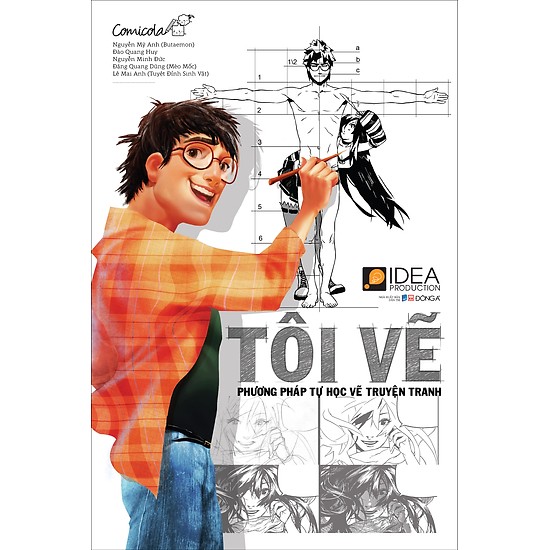 Comicola
Nguyễn Mỹ Anh (Butaemon)
Đào Quang Huy
Nguyễn Minh Đức
Đặng Quang Dũng (Mèo Mốc)
Lê Mai Anh (Tuyết Đỉnh Sinh Vật)
a
b
c
1\2
1
2
3
4
5
6
IDEA
PRODUCTION
ĐÔNG A
TÔI VẼ
PHƯƠNG PHÁP TỰ HỌC VẼ TRUYỆN TRANH